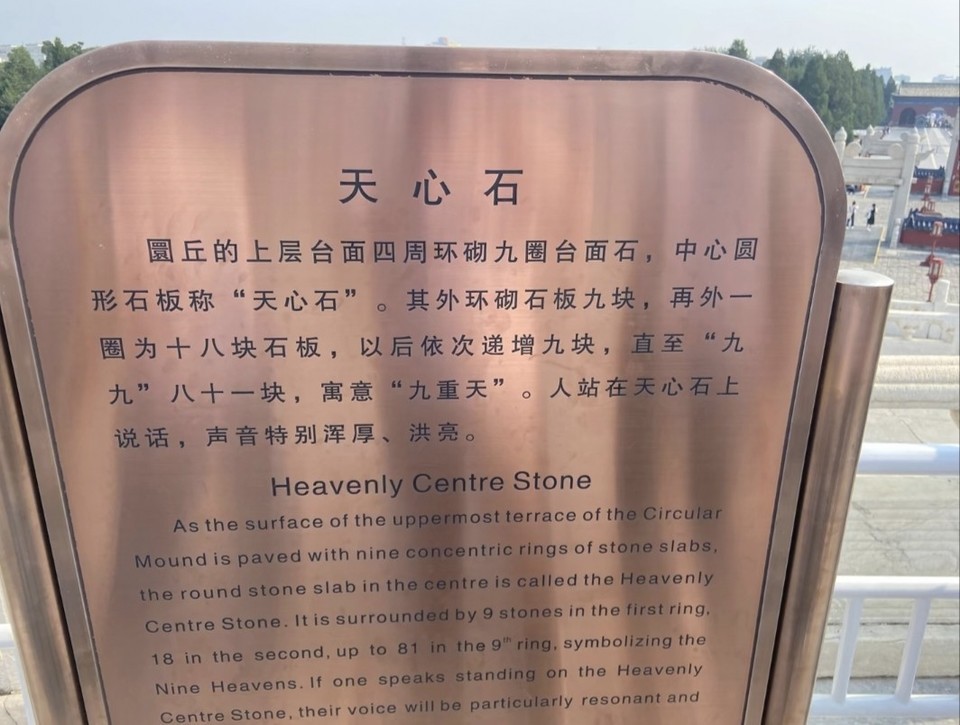 天心石
圜丘的上层台面四周环砌九圈台面石，中心圆
形石板称“天心石”。其外环砌石板九块，再外一
圈为十八块石板，以后依次递增九块，直至“九
九”八十一块，寓意“九重天”。人站在天心石上
说话，声音特别浑厚、洪亮。
Heavenly Centre Stone
As the surface of the uppermost terrace of the Circular
Mound is paved with nine concentric rings of stone slabs,
the round stone slab in the centre is called the Heavenly
Centre Stone. It is surrounded by 9 stones in the first ring,
18 in the second, up to 81 in the 9th ring, symbolizing the
Nine Heavens. If one speaks standing on the Heavenly
Centre Stone, their voice will be particularly resonant and